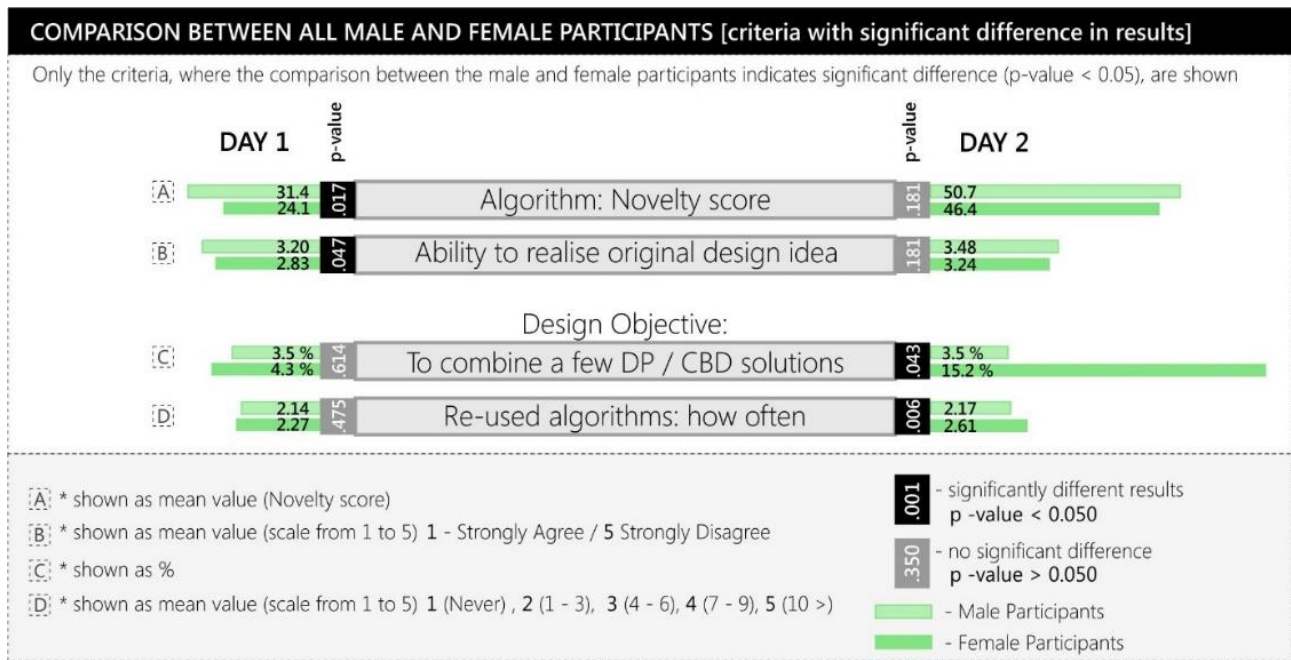 COMPARISON BETWEEN ALL MALE AND FEMALE PARTICIPANTS [criteria with significant difference in results]
Only the criteria, where the comparison between the male and female participants indicates significant difference (p-value < 0.05), are shown
DAY 1 p-value p-value DAY 2
A 31.4 .017 Algorithm: Novelty score .181 50.7
24.1 46.4
B 3.20 .047 Ability to realise original design idea .181 3.48
2.83 3.24
Design Objective:
C 3.5 % .614 To combine a few DP / CBD solutions .043 3.5 %
4.3 % 15.2 %
D 2.14 .475 Re-used algorithms: how often .006 2.17
2.27 2.61
A * shown as mean value (Novelty score)
B * shown as mean value (scale from 1 to 5) 1 - Strongly Agree / 5 Strongly Disagree
C * shown as %
D * shown as mean value (scale from 1 to 5) 1 (Never) , 2 (1 - 3), 3 (4 - 6), 4 (7 - 9), 5 (10 >)
.001 - significantly different results
p -value < 0.050
.350 - no significant difference
p -value > 0.050
- Male Participants
- Female Participants